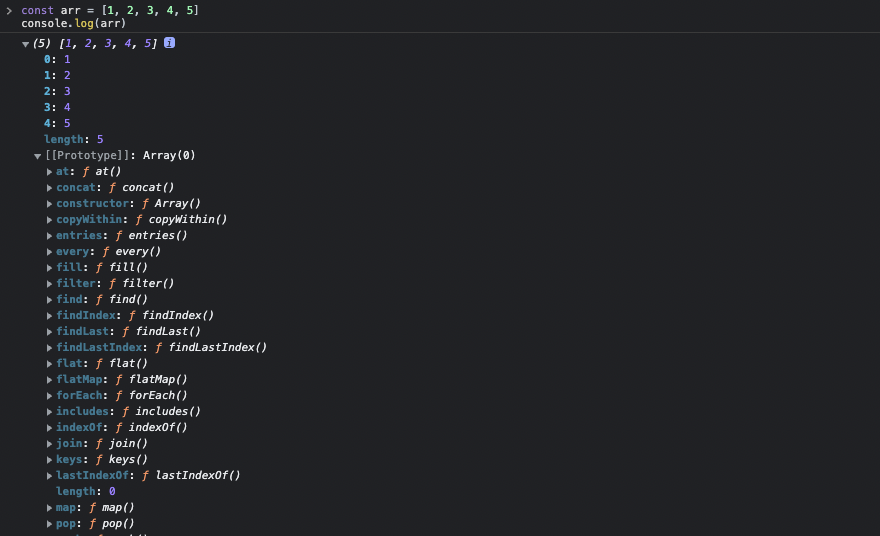 const arr = [1, 2, 3, 4, 5]
console.log(arr)
(5) [1, 2, 3, 4, 5] i
0: 1
1: 2
2: 3
3: 4
4: 5
length: 5
[[Prototype]]: Array(0)
at: ƒ at()
concat: ƒ concat()
constructor: ƒ Array()
copyWithin: ƒ copyWithin()
entries: ƒ entries()
every: ƒ every()
fill: ƒ fill()
filter: ƒ filter()
find: ƒ find()
findIndex: ƒ findIndex()
findLast: ƒ findLast()
findLastIndex: ƒ findLastIndex()
flat: ƒ flat()
flatMap: ƒ flatMap()
forEach: ƒ forEach()
includes: ƒ includes()
indexOf: ƒ indexOf()
join: ƒ join()
keys: ƒ keys()
lastIndexOf: ƒ lastIndexOf()
length: 0
map: ƒ map()
pop: ƒ pop()